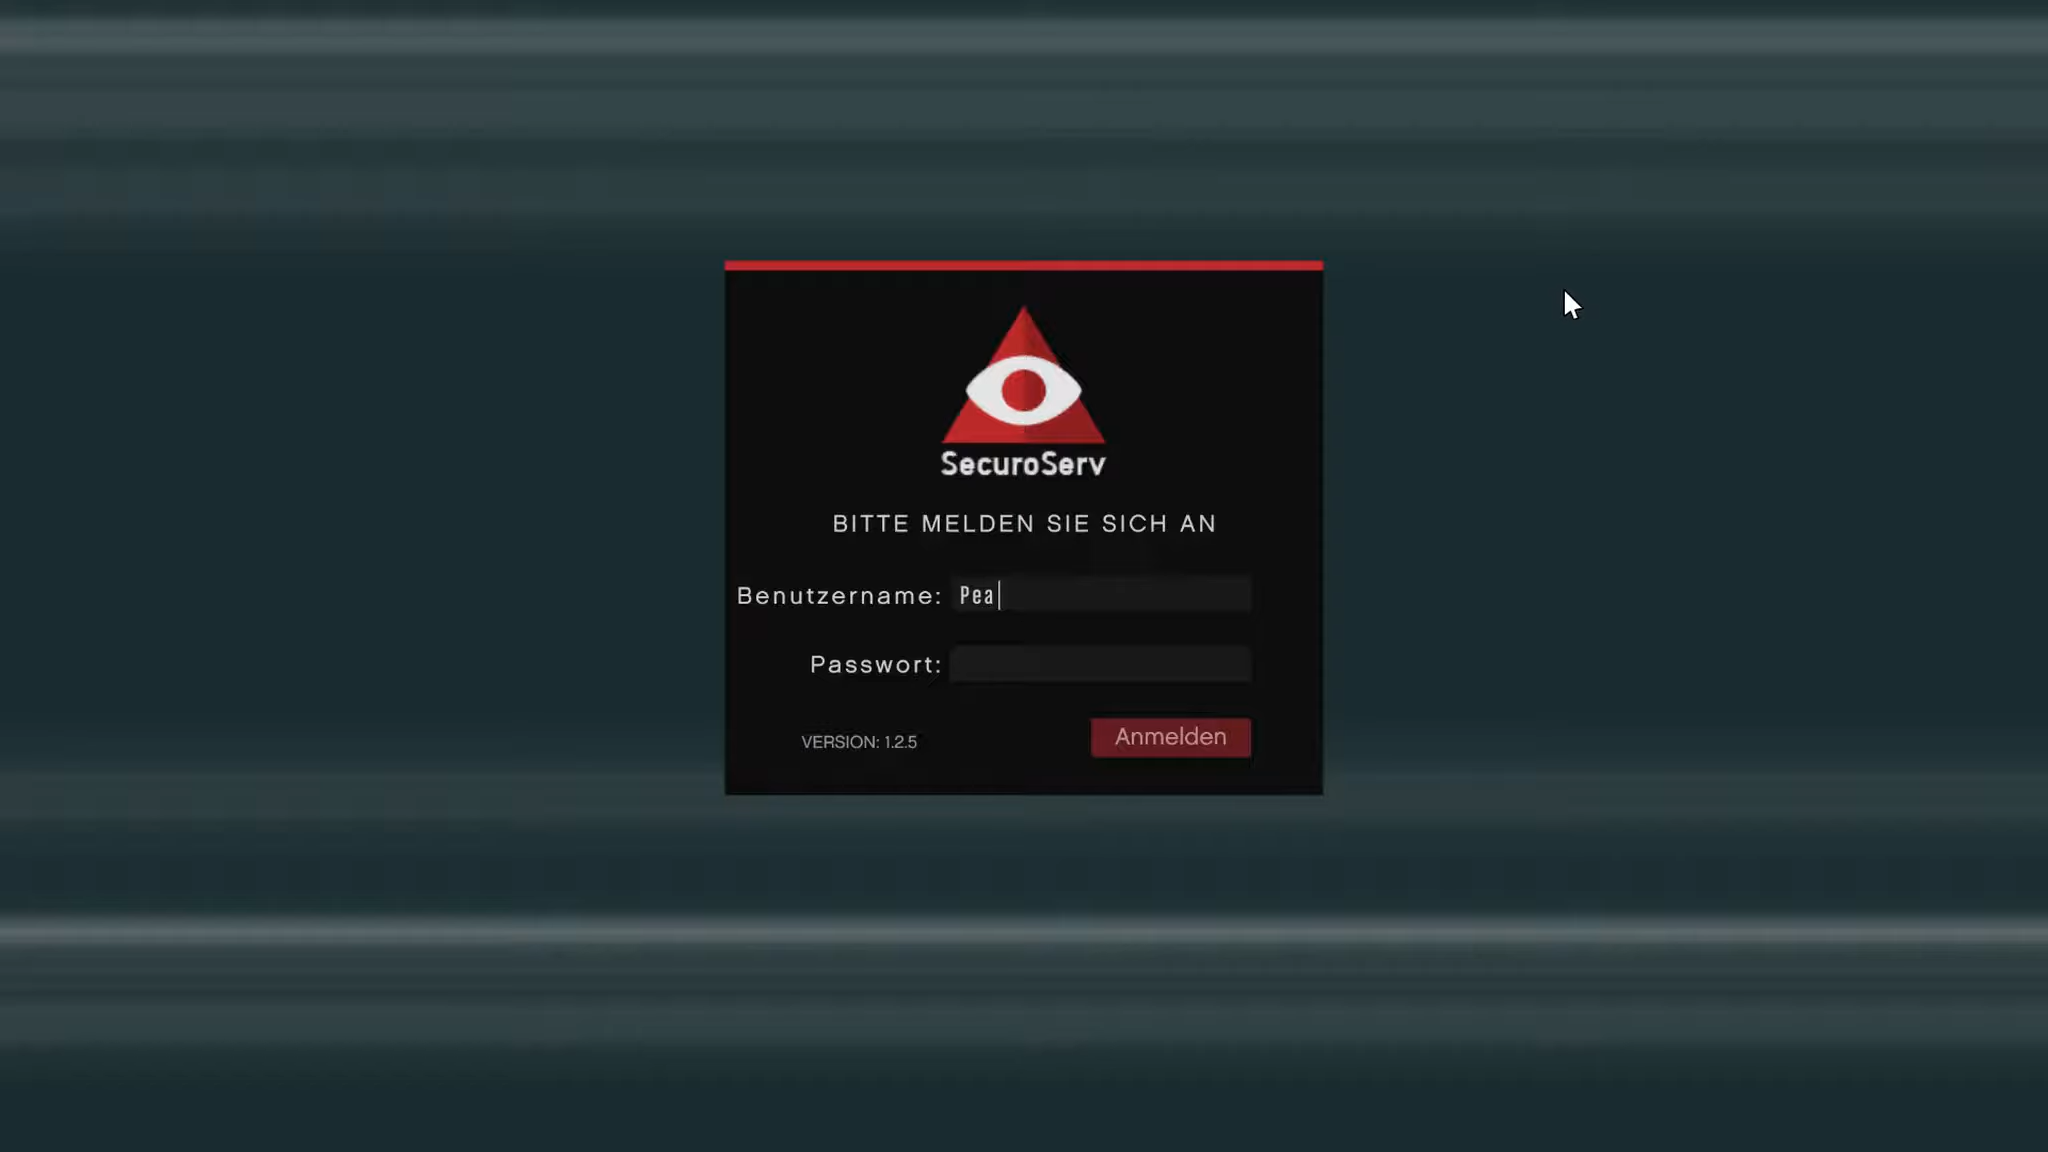 SecuroServ
BITTE MELDEN SIE SICH AN
Benutzername: Pea
Passwort:
VERSION: 1.2.5
Anmelden